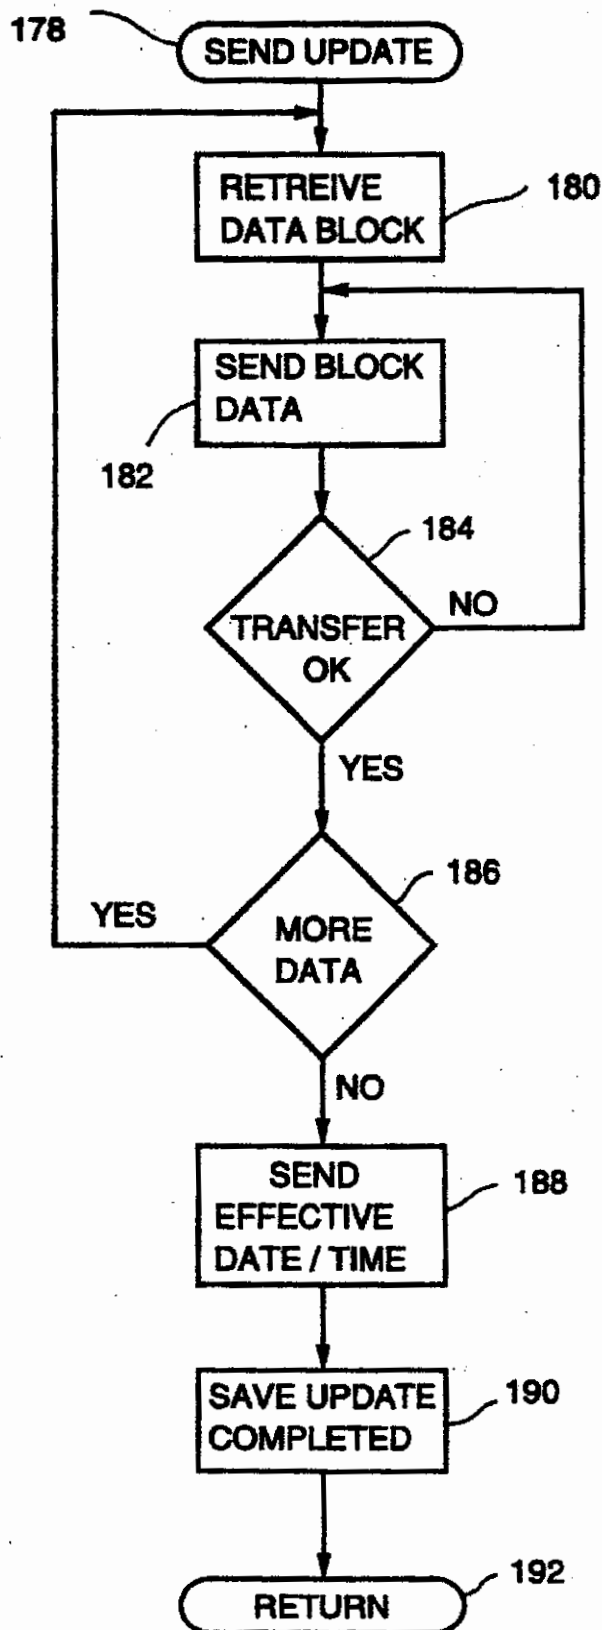 178
SEND UPDATE
RETREIVE
DATA BLOCK
180
SEND BLOCK
DATA
182
184
TRANSFER
OK
NO
YES
186
YES
MORE
DATA
NO
SEND
EFFECTIVE
DATE / TIME
188
SAVE UPDATE
COMPLETED
190
RETURN
192